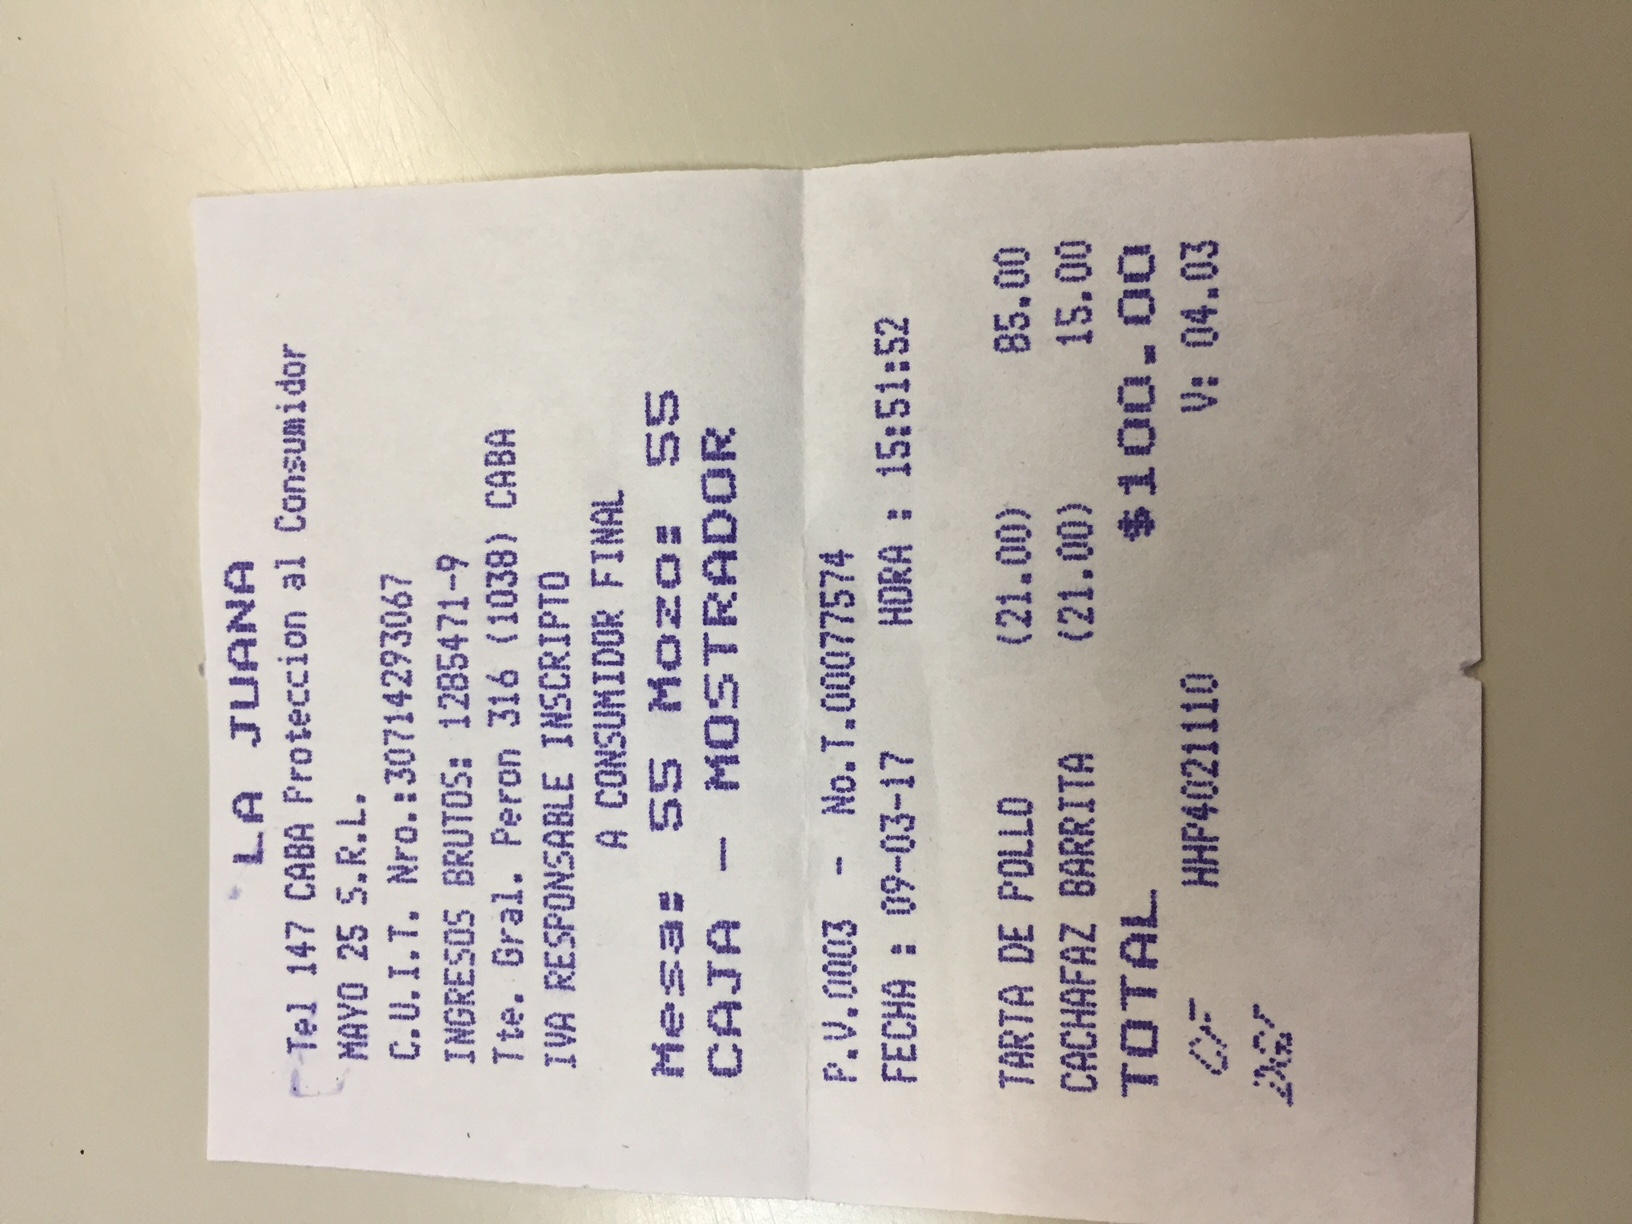 LA JUANA
Tel 147 CABA Proteccion al Consumidor
MAYO 25 S.R.L.
C.U.I.T. Nro.:30714293067
INGRESOS BRUTOS: 1285471-9
Tte. Gral. Peron 316 (1038) CABA
IVA RESPONSABLE INSCRIPTO
A CONSUMIDOR FINAL
Mesa: 55 Mozo: 55
CAJA - MOSTRADOR
P.V.0003 - No.T.00077574
FECHA : 09-03-17 HORA : 15:51:52
TARTA DE POLLO (21.00) 85.00
CACHAFAZ BARRITA (21.00) 15.00
TOTAL $100.00
CF HHP4021110 V: 04.03